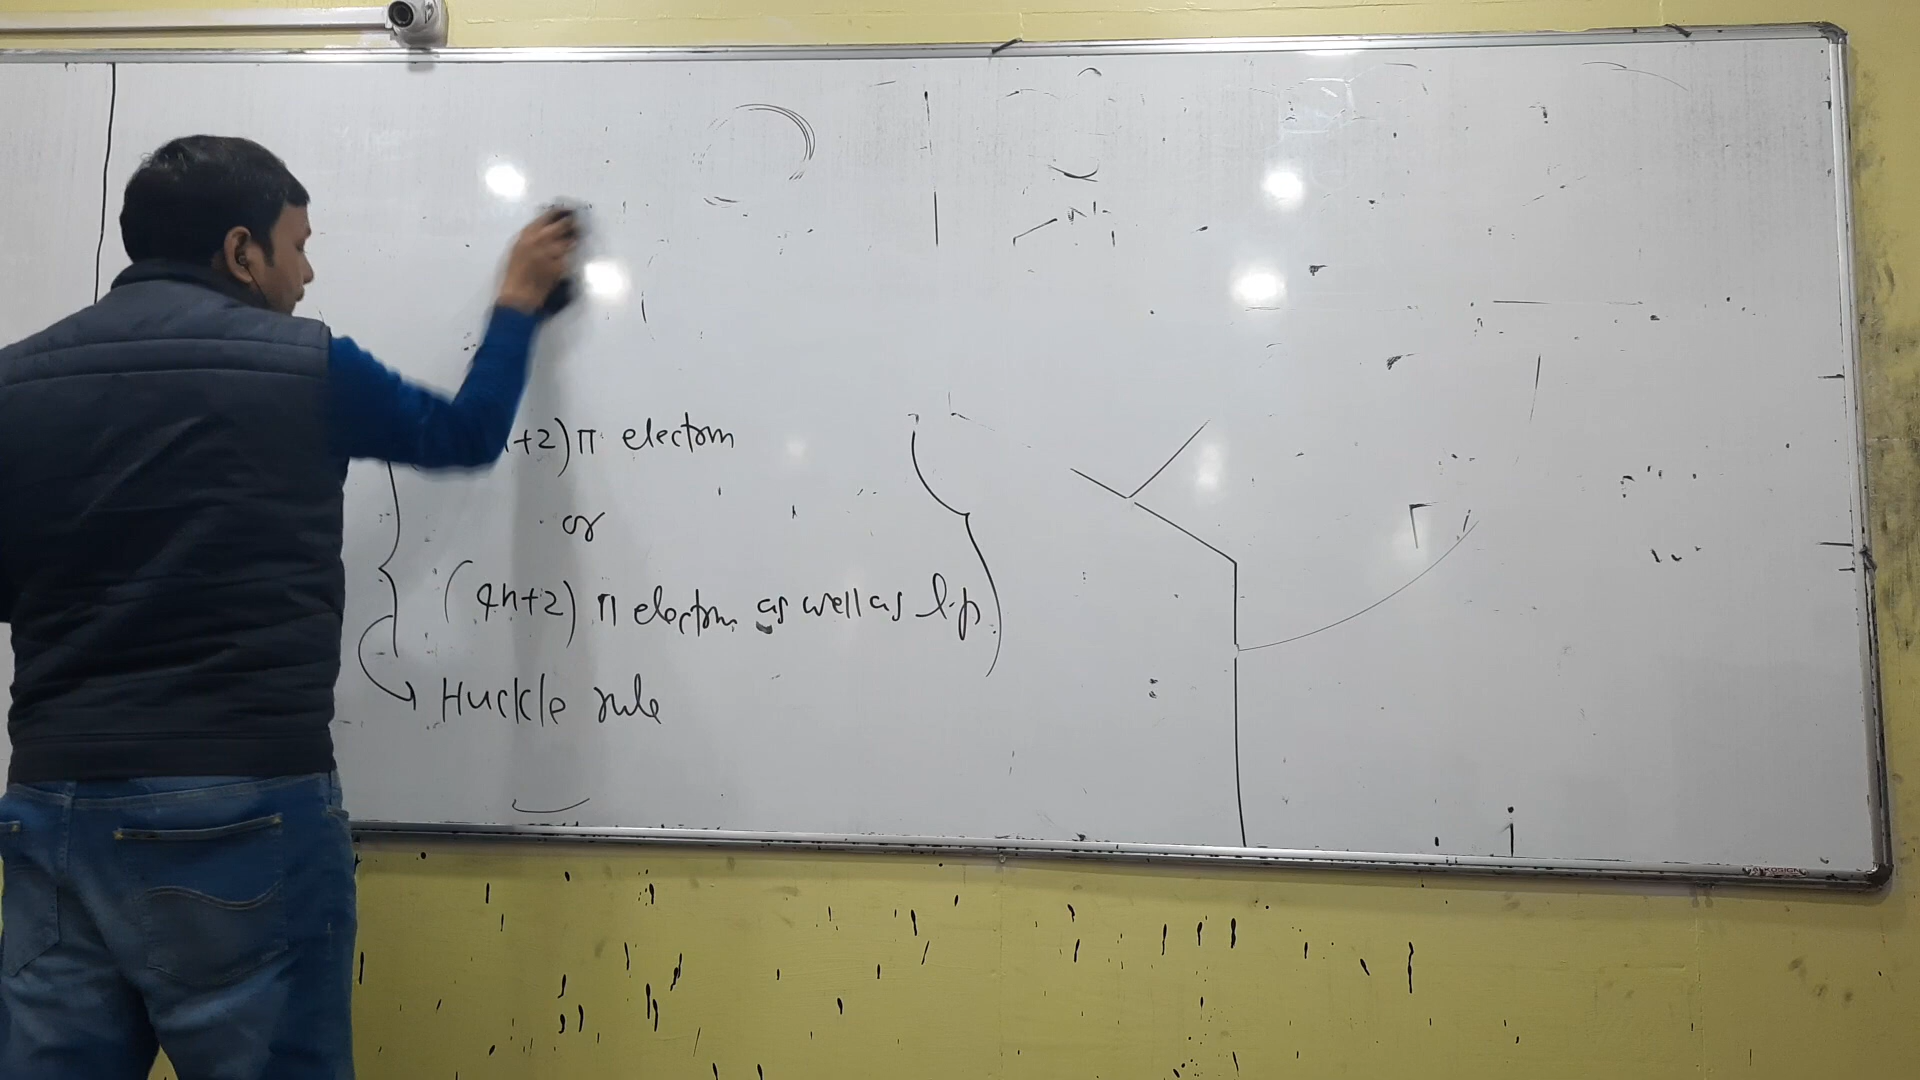 +2) π electron
or
(4n+2) π electron as well as l.p.
Huckle rule